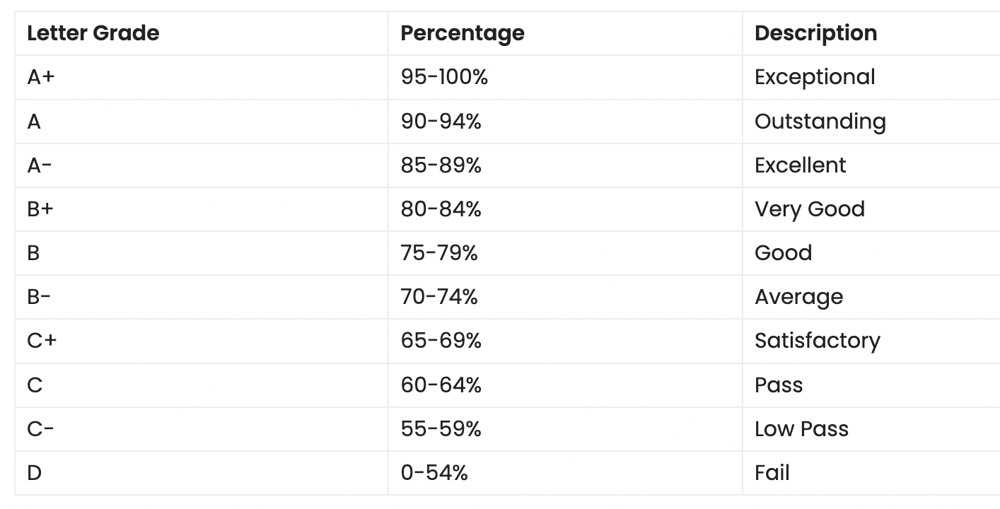 Letter Grade Percentage Description
A+ 95-100% Exceptional
A 90-94% Outstanding
A- 85-89% Excellent
B+ 80-84% Very Good
B 75-79% Good
B- 70-74% Average
C+ 65-69% Satisfactory
C 60-64% Pass
C- 55-59% Low Pass
D 0-54% Fail